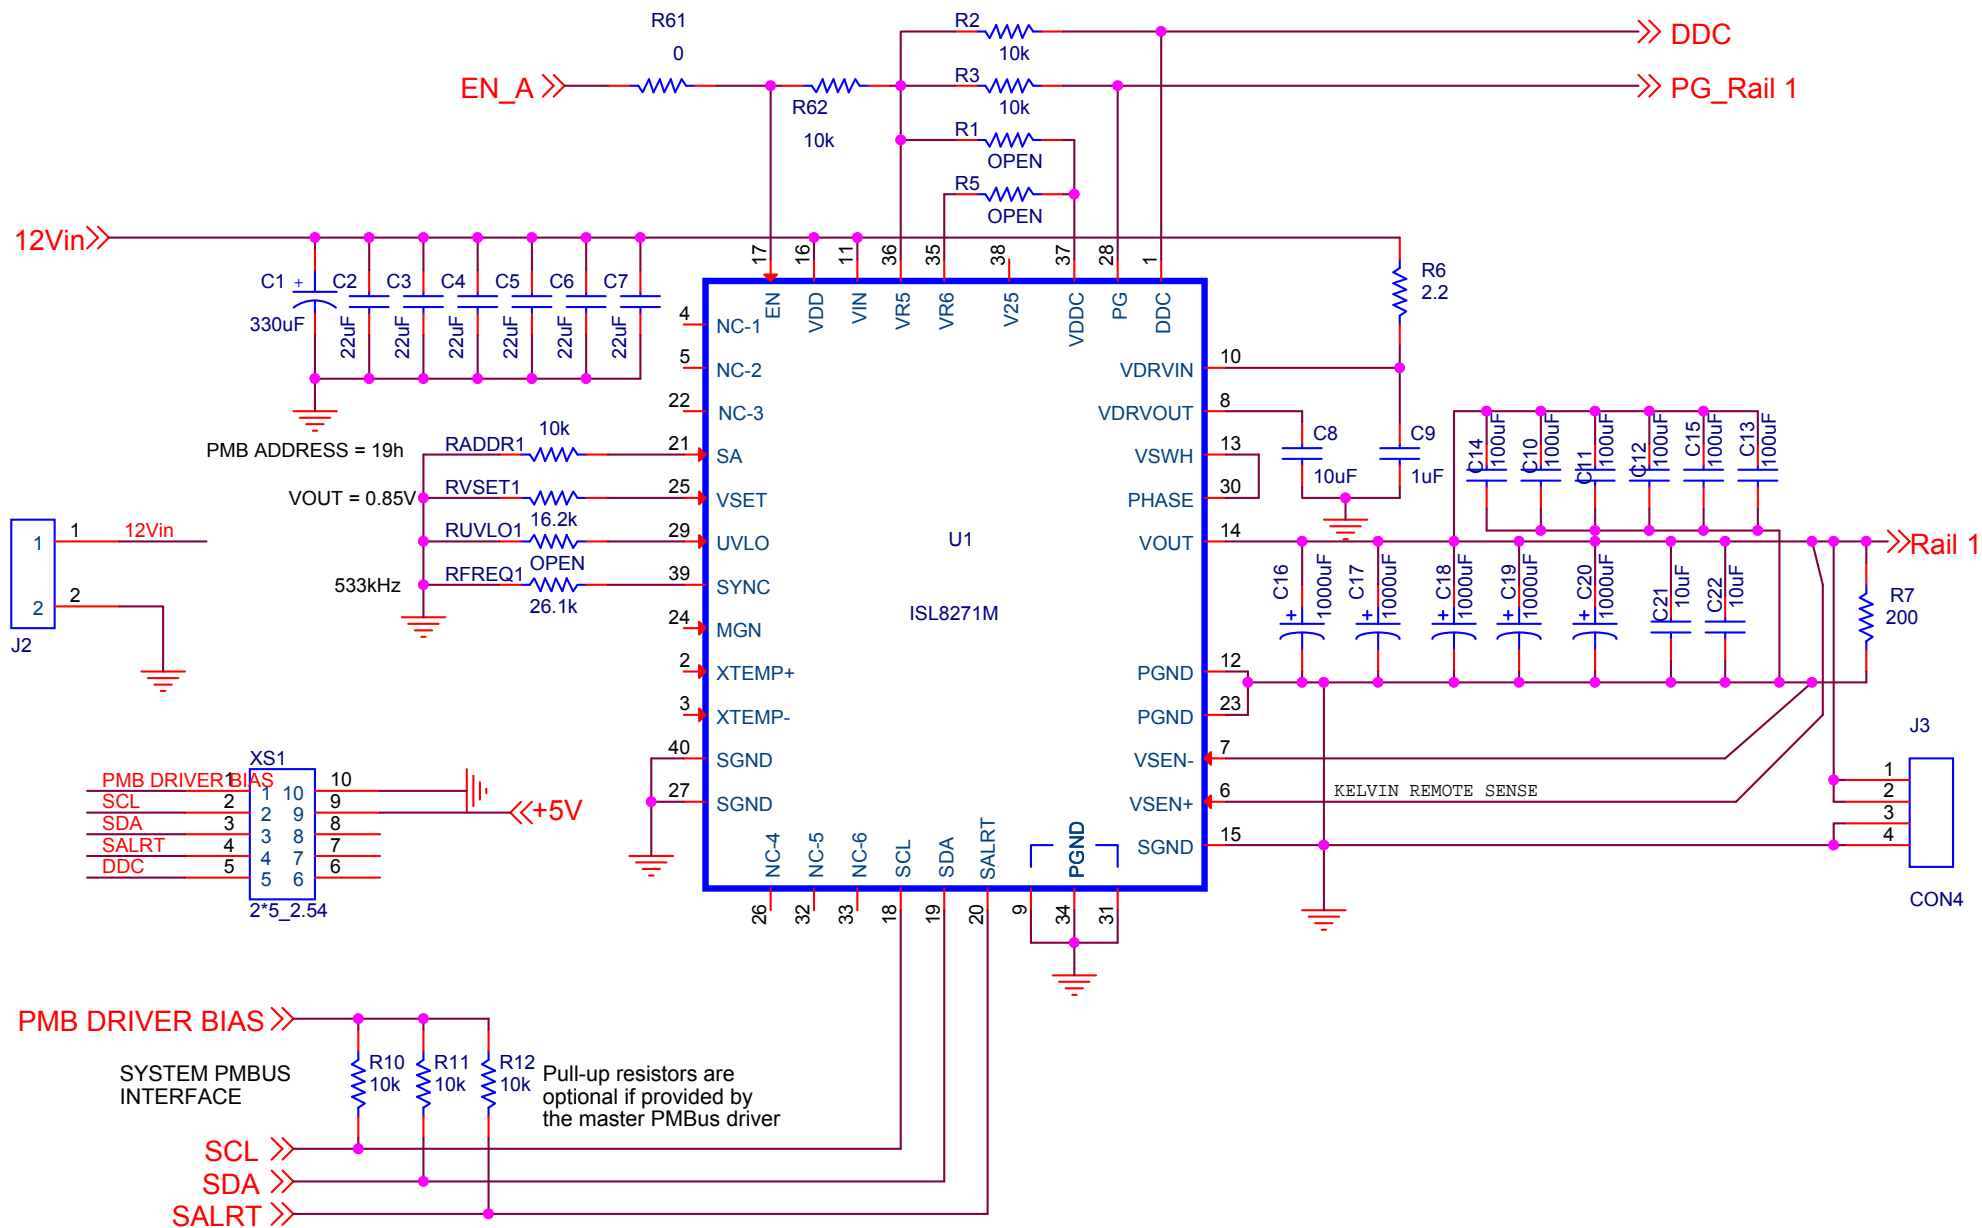 R61
0
EN_A
R62
10k
R2
10k
R3
10k
R1
OPEN
R5
OPEN
DDC
PG_Rail 1
12Vin
C1
+
330uF
C2
22uF
C3
22uF
C4
22uF
C5
22uF
C6
22uF
C7
22uF
17
16
11
36
35
38
37
28
1
EN
VDD
VIN
VR5
VR6
V25
VDDC
PG
DDC
R6
2.2
4
NC-1
5
NC-2
22
NC-3
21
SA
25
VSET
29
UVLO
39
SYNC
24
MGN
2
XTEMP+
3
XTEMP-
40
SGND
27
SGND
PMB ADDRESS = 19h
RADDR1
10k
VOUT = 0.85V
RVSET1
16.2k
RUVLO1
OPEN
533kHz
RFREQ1
26.1k
U1
ISL8271M
VDRVIN
10
VDRVOUT
8
VSWH
13
PHASE
30
VOUT
14
PGND
12
PGND
23
VSEN-
7
VSEN+
6
SGND
15
KELVIN REMOTE SENSE
C8
10uF
C9
1uF
C14
100uF
C10
100uF
C11
100uF
C12
100uF
C15
100uF
C13
100uF
Rail 1
C16
1000uF
+
C17
1000uF
+
C18
1000uF
+
C19
1000uF
+
C20
1000uF
+
C21
10uF
C22
10uF
R7
200
J3
1
2
3
4
CON4
1
1
12Vin
2
2
J2
XS1
PMB DRIVER BIAS
1
1
10
10
SCL
2
2
9
9
+5V
SDA
3
3
8
8
SALRT
4
4
7
7
DDC
5
5
6
6
2*5_2.54
NC-4
NC-5
NC-6
SCL
SDA
SALRT
PGND
26
32
33
18
19
20
9
34
31
PMB DRIVER BIAS
SYSTEM PMBUS
INTERFACE
R10
10k
R11
10k
R12
10k
Pull-up resistors are
optional if provided by
the master PMBus driver
SCL
SDA
SALRT